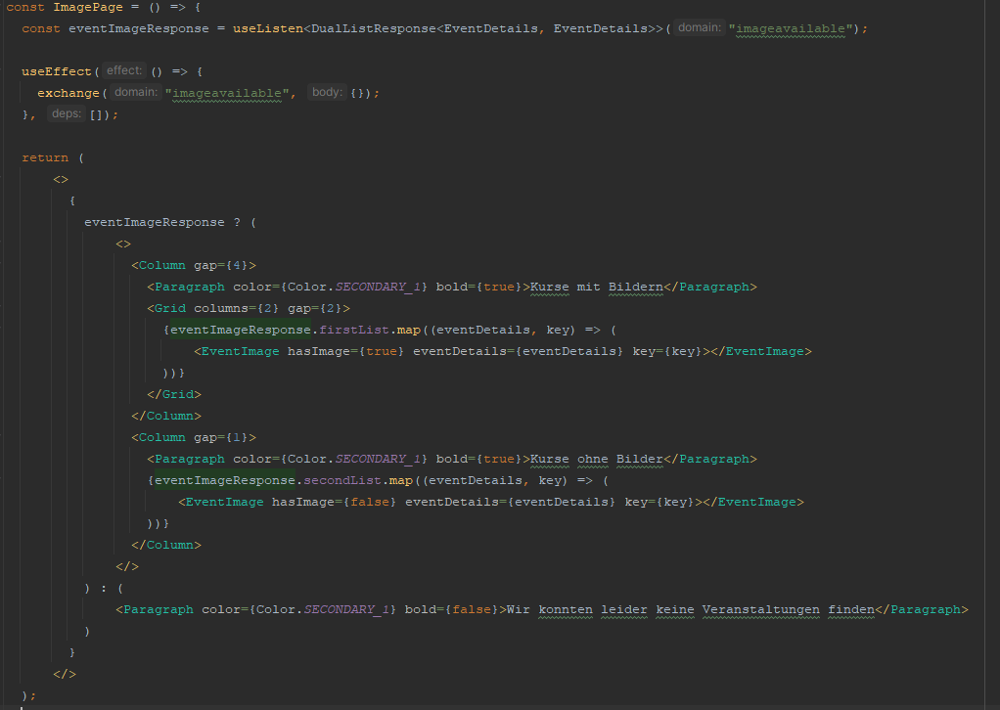 const ImagePage = () => {
const eventImageResponse = useListen<DualListResponse<EventDetails, EventDetails>>( domain: "imageavailable");
useEffect( effect: () => {
exchange( domain: "imageavailable", body: {});
}, deps: []);
return (
<>
{
eventImageResponse ? (
<>
<Column gap={4}>
<Paragraph color={Color.SECONDARY_1} bold={true}>Kurse mit Bildern</Paragraph>
<Grid columns={2} gap={2}>
{eventImageResponse.firstList.map((eventDetails, key) => (
<EventImage hasImage={true} eventDetails={eventDetails} key={key}></EventImage>
))}
</Grid>
</Column>
<Column gap={1}>
<Paragraph color={Color.SECONDARY_1} bold={true}>Kurse ohne Bilder</Paragraph>
{eventImageResponse.secondList.map((eventDetails, key) => (
<EventImage hasImage={false} eventDetails={eventDetails} key={key}></EventImage>
))}
</Column>
</>
) : (
<Paragraph color={Color.SECONDARY_1} bold={false}>Wir konnten leider keine Veranstaltungen finden</Paragraph>
)
}
</>
);